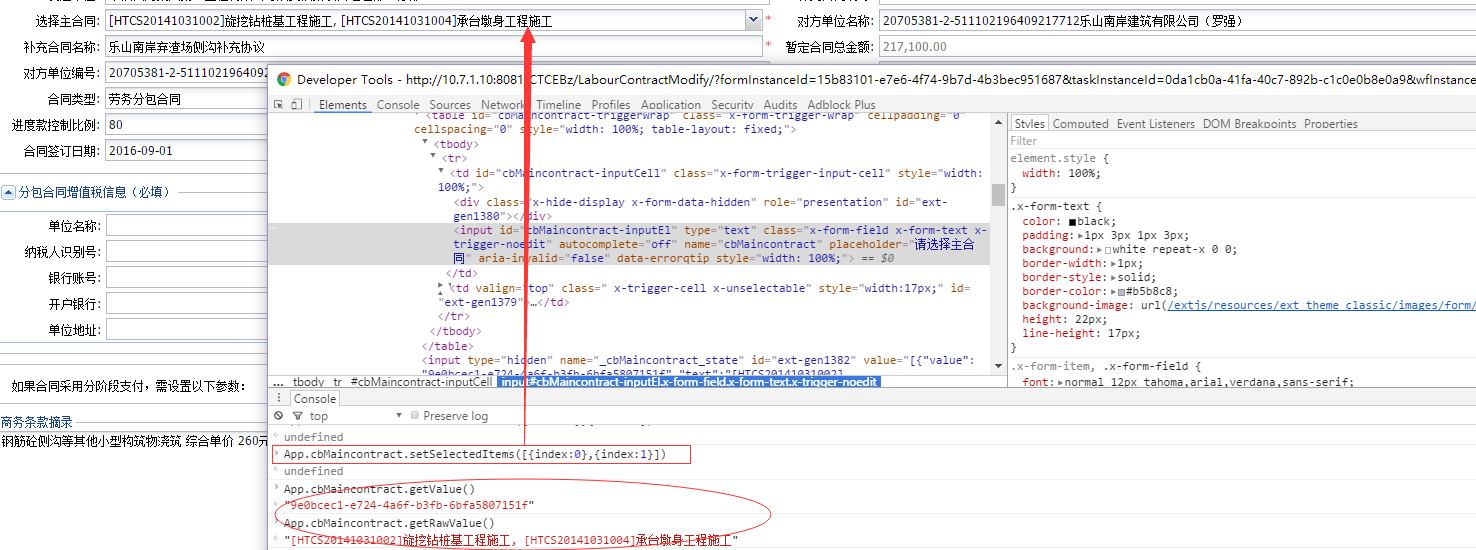 选择主合同: [HTCS20141031002]旋挖钻桩基工程施工, [HTCS20141031004]承台墩身工程施工 *
对方单位名称: 20705381-2-511102196409217712乐山南岸建筑有限公司（罗强）
补充合同名称: 乐山南岸弃渣场侧沟补充协议 *
暂定合同总金额: 217,100.00
对方单位编号: 20705381-2-5111021964092
合同类型: 劳务分包合同
进度款控制比例: 80
合同签订日期: 2016-09-01
分包合同增值税信息（必填）
单位名称:
纳税人识别号:
银行账号:
开户银行:
单位地址:
如果合同采用分阶段支付，需设置以下参数:
商务条款摘录
钢筋砼侧沟等其他小型构筑物浇筑 综合单价 260元
Developer Tools - http://10.7.1.10:8081/CTCEBz/LabourContractModify/?formInstanceId=15b83101-e7e6-4f74-9b7d-4b3bec951687&taskInstanceId=0da1cb0a-41fa-40c7-892b-c1c0e0b8e0a9&wfInstanc
Elements Console Sources Network Timeline Profiles Application Security Audits Adblock Plus
<table id="cbMaincontract-triggerWrap" class="x-form-trigger-wrap" cellpadding="0"
cellspacing="0" style="width: 100%; table-layout: fixed;">
<tbody>
<tr>
<td id="cbMaincontract-inputCell" class="x-form-trigger-input-cell" style="width:
100%;">
<div class="x-hide-display x-form-data-hidden" role="presentation" id="ext-
gen1380"></div>
<input id="cbMaincontract-inputEl" type="text" class="x-form-field x-form-text x-
trigger-noedit" autocomplete="off" name="cbMaincontract" placeholder="请选择主合
同" aria-invalid="false" data-errorqtip style="width: 100%;"> == $0
</td>
<td valign="top" class=" x-trigger-cell x-unselectable" style="width:17px;" id=
"ext-gen1379">…</td>
</tr>
</tbody>
</table>
<input type="hidden" name="_cbMaincontract_state" id="ext-gen1382" value="[{"value":
"9e0bcec1-e724-4a6f-b3fb-6bfa5807151f","text":"[HTCS20141031002]
... tbody tr #cbMaincontract-inputCell input#cbMaincontract-inputEl.x-form-field.x-form-text.x-trigger-noedit
Styles Computed Event Listeners DOM Breakpoints Properties
Filter
element.style {
width: 100%;
}
.x-form-text {
color: black;
padding: 1px 3px 1px 3px;
background: white repeat-x 0 0;
border-width: 1px;
border-style: solid;
border-color: #b5b8c8;
background-image: url(/extjs/resources/ext_theme_classic/images/form/
height: 22px;
line-height: 17px;
}
.x-form-item, .x-form-field {
font: normal 12px tahoma,arial,verdana,sans-serif;
Console
top Preserve log
undefined
App.cbMaincontract.setSelectedItems([{index:0},{index:1}])
undefined
App.cbMaincontract.getValue()
"9e0bcec1-e724-4a6f-b3fb-6bfa5807151f"
App.cbMaincontract.getRawValue()
"[HTCS20141031002]旋挖钻桩基工程施工, [HTCS20141031004]承台墩身工程施工"